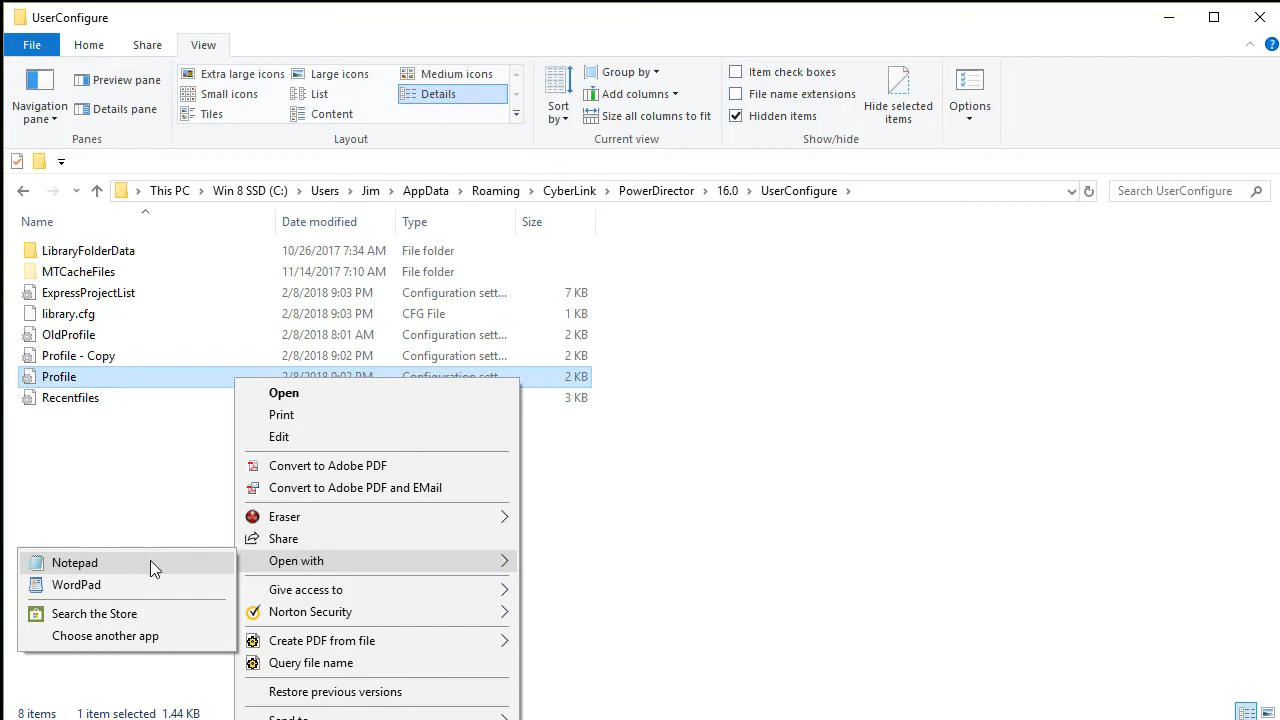 UserConfigure
File Home Share View
Preview pane
Details pane
Navigation pane
Panes
Extra large icons Large icons Medium icons
Small icons List Details
Tiles Content
Layout
Sort by
Group by
Add columns
Size all columns to fit
Current view
Item check boxes
File name extensions
Hidden items
Hide selected items
Show/hide
Options
This PC Win 8 SSD (C:) Users Jim AppData Roaming CyberLink PowerDirector 16.0 UserConfigure
Search UserConfigure
Name Date modified Type Size
LibraryFolderData 10/26/2017 7:34 AM File folder
MTCacheFiles 11/14/2017 7:10 AM File folder
ExpressProjectList 2/8/2018 9:03 PM Configuration sett... 7 KB
library.cfg 2/8/2018 9:03 PM CFG File 1 KB
OldProfile 2/8/2018 8:01 AM Configuration sett... 2 KB
Profile - Copy 2/8/2018 9:02 PM Configuration sett... 2 KB
Profile 2/8/2018 9:02 PM Configuration sett... 2 KB
Recentfiles 3 KB
Open
Print
Edit
Convert to Adobe PDF
Convert to Adobe PDF and EMail
Eraser
Share
Open with
Give access to
Norton Security
Create PDF from file
Query file name
Restore previous versions
Send to
Notepad
WordPad
Search the Store
Choose another app
8 items 1 item selected 1.44 KB